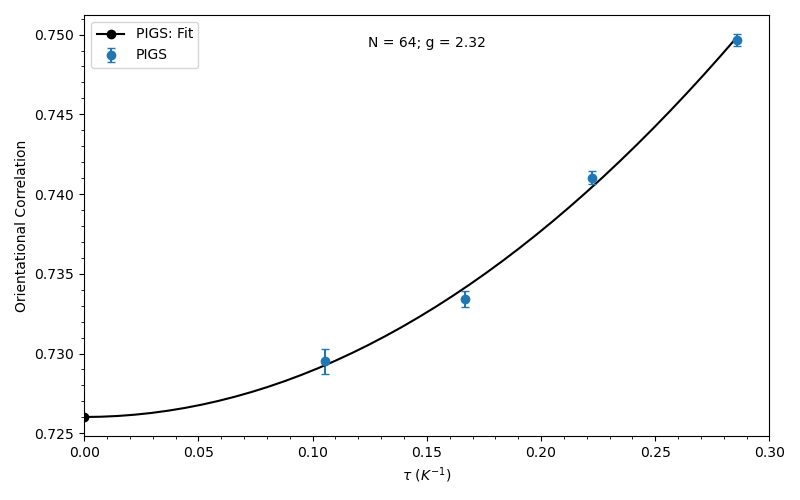 PIGS: Fit
PIGS
N = 64; g = 2.32
Orientational Correlation
0.750
0.745
0.740
0.735
0.730
0.725
0.00 0.05 0.10 0.15 0.20 0.25 0.30
τ (K⁻¹)